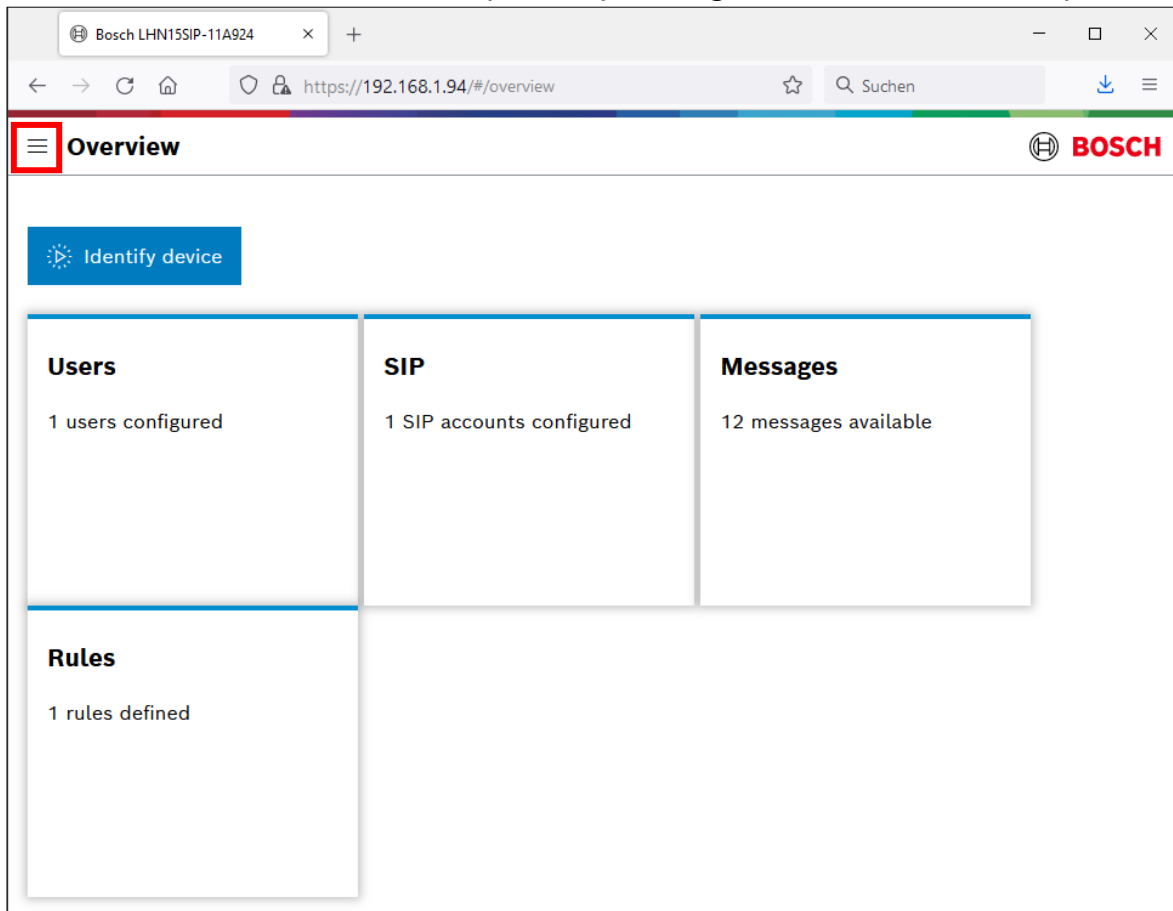 Bosch LHN15SIP-11A924
https://192.168.1.94/#/overview
Suchen
Overview
BOSCH
Identify device
Users
SIP
Messages
1 users configured
1 SIP accounts configured
12 messages available
Rules
1 rules defined